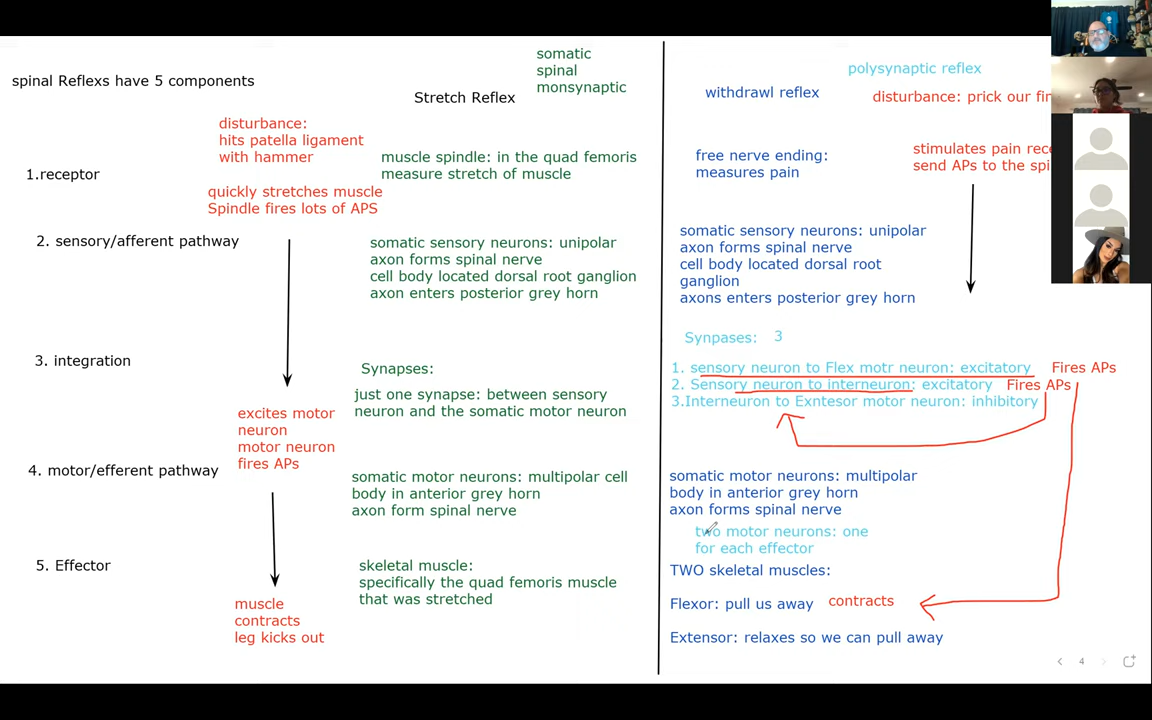 spinal Reflexs have 5 components
Stretch Reflex
somatic
spinal
monsynaptic
disturbance:
hits patella ligament
with hammer
1.receptor
quickly stretches muscle
Spindle fires lots of APS
muscle spindle: in the quad femoris
measure stretch of muscle
2. sensory/afferent pathway
somatic sensory neurons: unipolar
axon forms spinal nerve
cell body located dorsal root ganglion
axon enters posterior grey horn
3. integration
Synapses:
just one synapse: between sensory
neuron and the somatic motor neuron
excites motor
neuron
motor neuron
fires APs
4. motor/efferent pathway
somatic motor neurons: multipolar cell
body in anterior grey horn
axon form spinal nerve
5. Effector
skeletal muscle:
specifically the quad femoris muscle
that was stretched
muscle
contracts
leg kicks out
polysynaptic reflex
withdrawl reflex
disturbance: prick our fin
free nerve ending:
measures pain
stimulates pain rece
send APs to the spi
somatic sensory neurons: unipolar
axon forms spinal nerve
cell body located dorsal root
ganglion
axons enters posterior grey horn
Synpases: 3
1. sensory neuron to Flex motr neuron: excitatory Fires APs
2. Sensory neuron to interneuron: excitatory Fires APs
3.Interneuron to Exntesor motor neuron: inhibitory
somatic motor neurons: multipolar
body in anterior grey horn
axon forms spinal nerve
two motor neurons: one
for each effector
TWO skeletal muscles:
Flexor: pull us away contracts
Extensor: relaxes so we can pull away
4